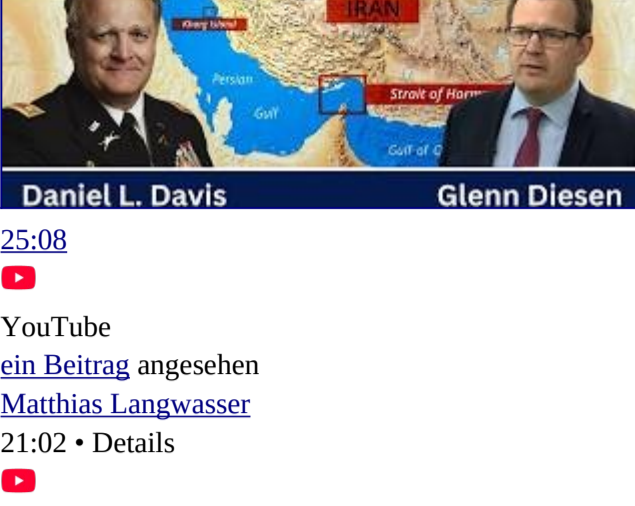 IRAN
Kharg Island
Persian
Gulf
Strait of Horm
Gulf of O
Daniel L. Davis
Glenn Diesen
25:08
YouTube
ein Beitrag angesehen
Matthias Langwasser
21:02 • Details